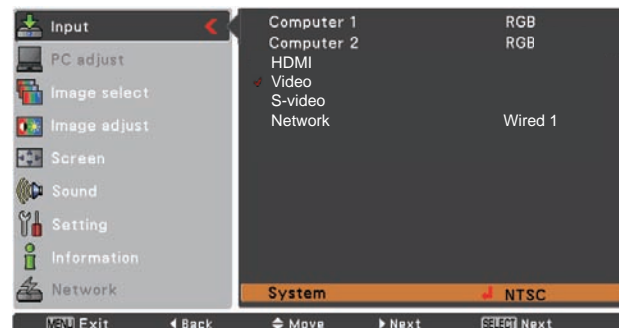 Input
PC adjust
Image select
Image adjust
Screen
Sound
Setting
Information
Network
Computer 1 RGB
Computer 2 RGB
HDMI
Video
S-video
Network Wired 1
System NTSC
MENU Exit Back Move Next SELECT Next